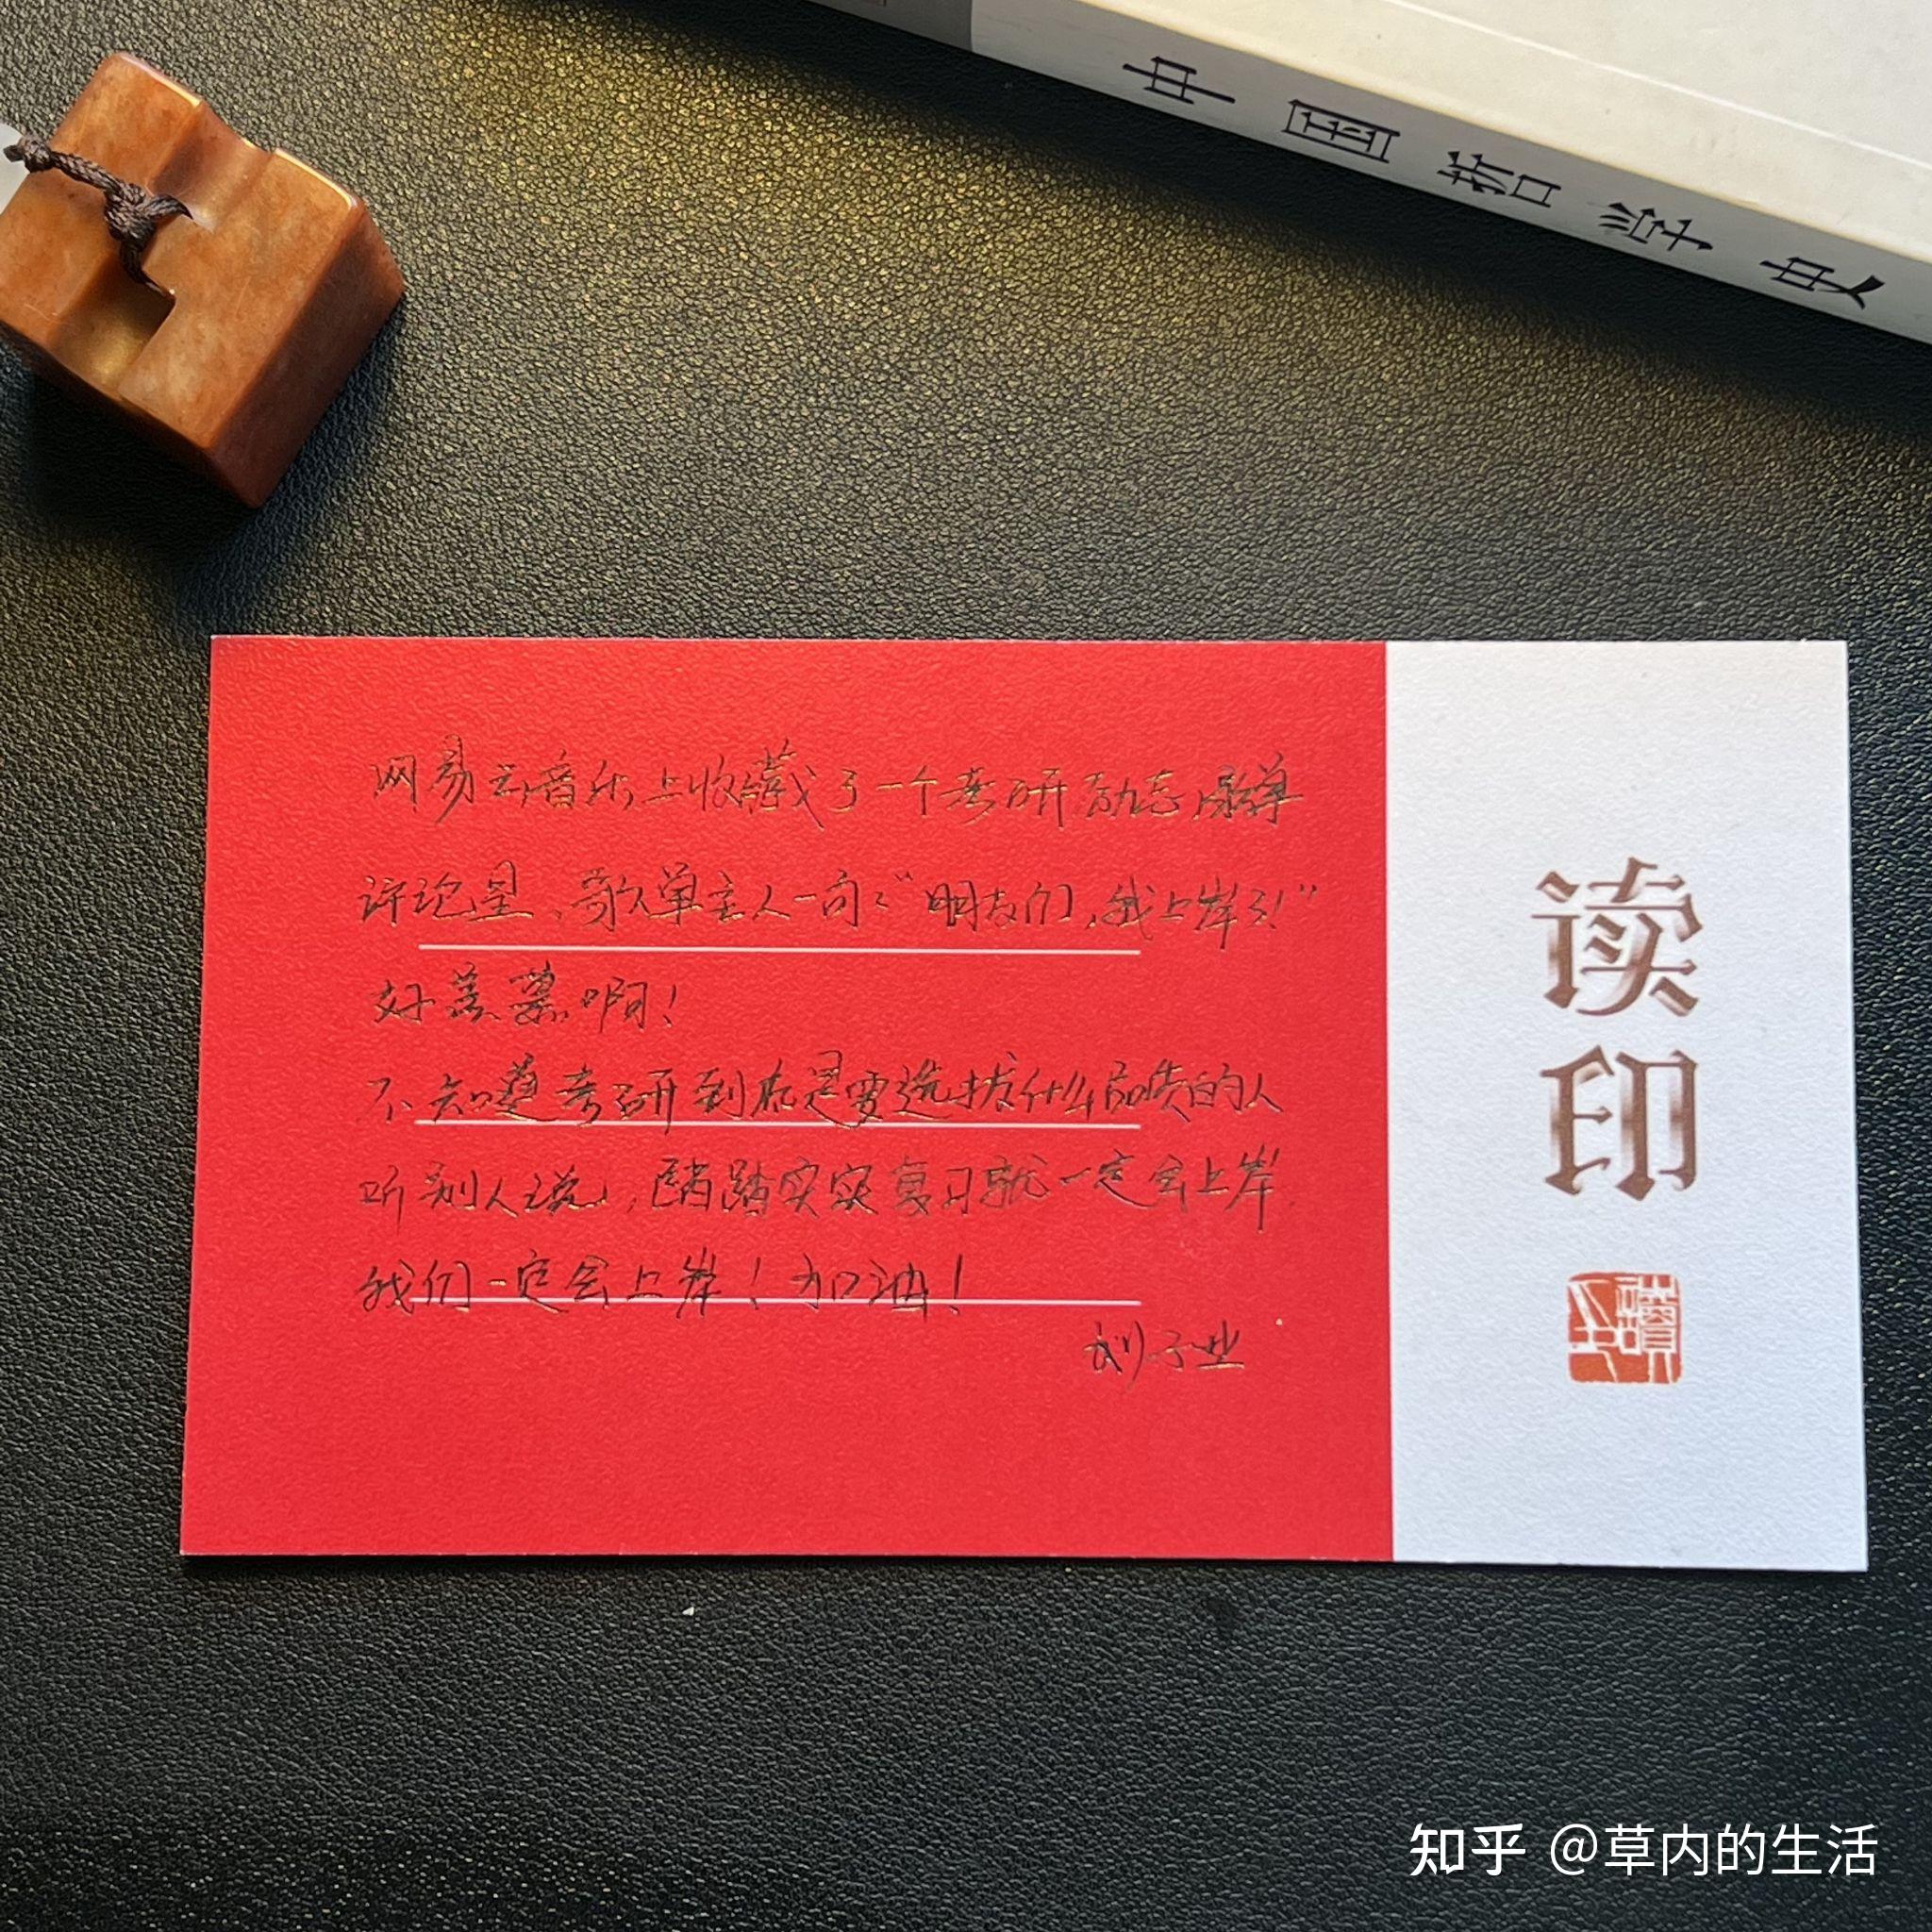 中国哲学史
网易云音乐上收藏了一个考研励志歌单
评论是,歌单主人一句:"朋友们,我上岸了!"
好羡慕啊!
不知道考研到底是要选拔什么品质的人
听别人说,踏踏实实复习就一定会上岸.
我们一定会上岸!加油!
刘子业
读
印
知乎 @草内的生活